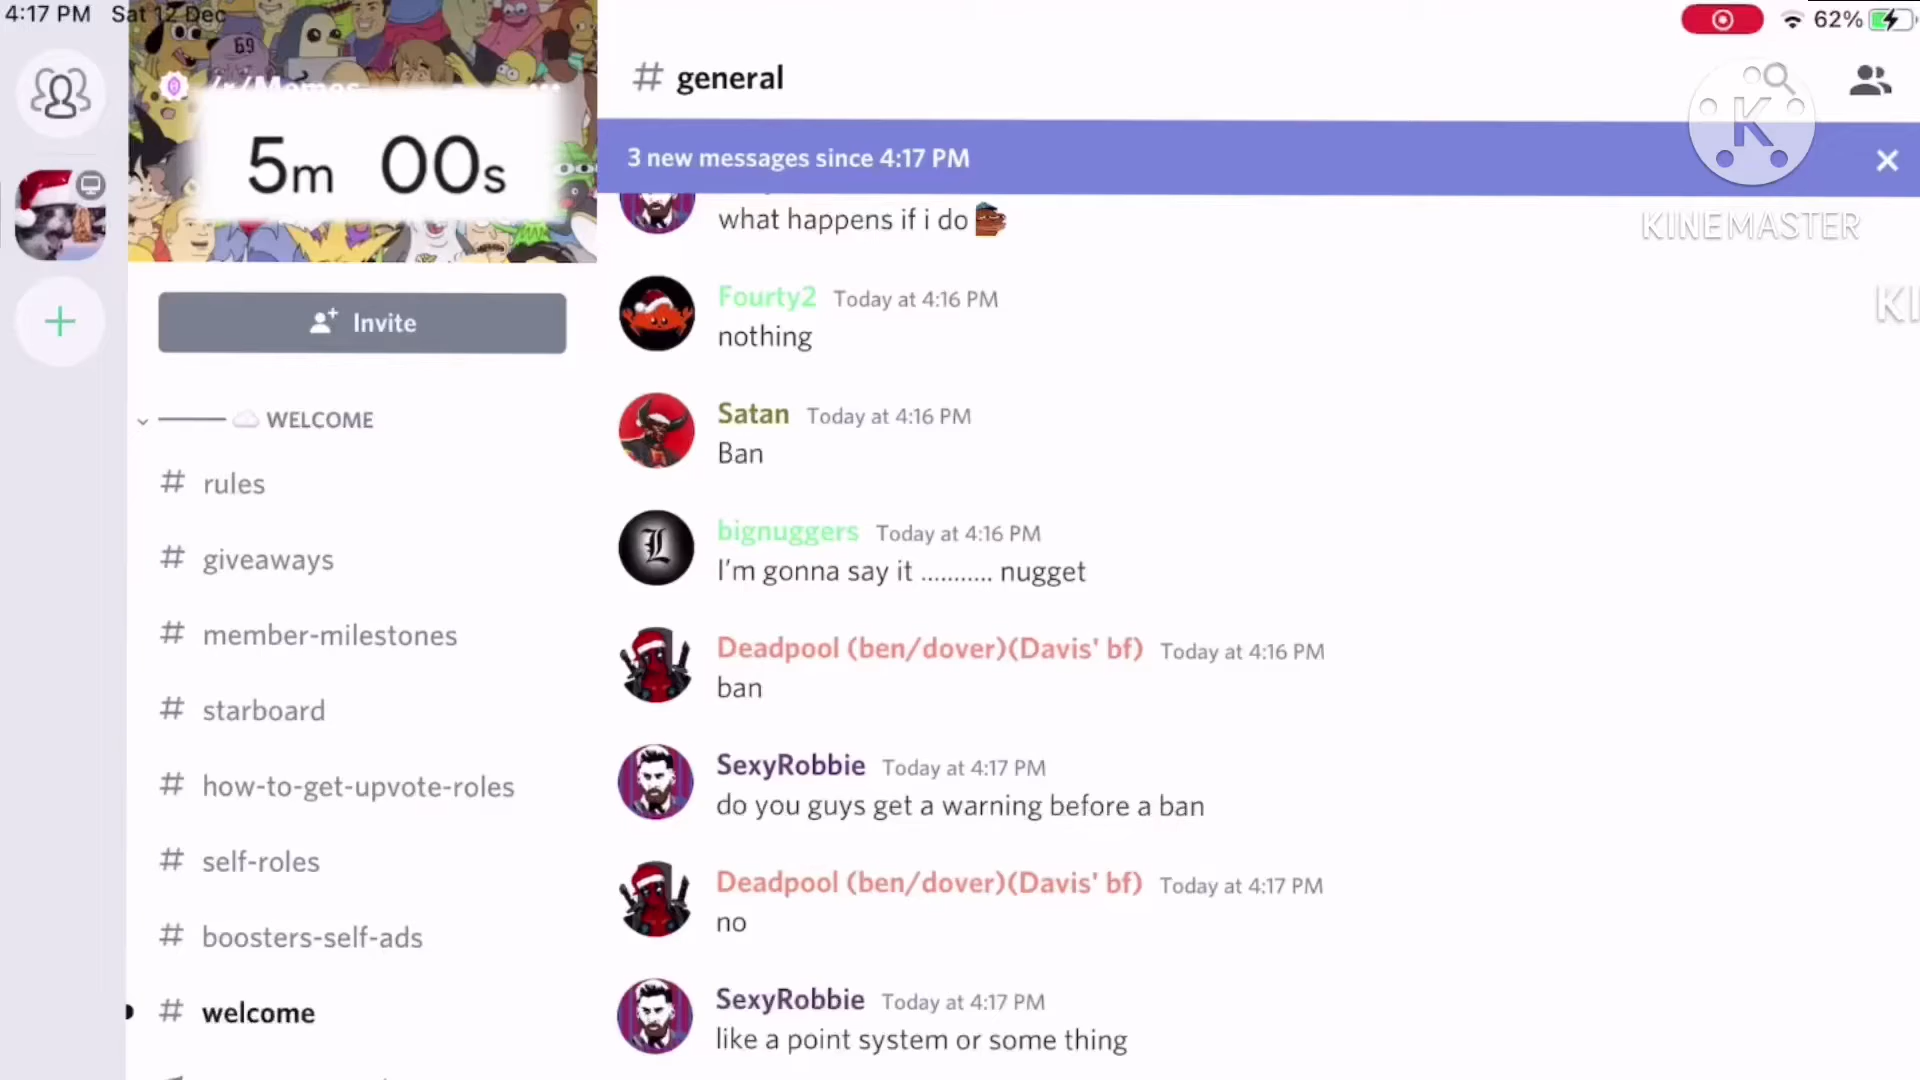 4:17 PM Sat 12 Dec
62%
69
/r/Memes
5m 00s
Invite
WELCOME
# rules
# giveaways
# member-milestones
# starboard
# how-to-get-upvote-roles
# self-roles
# boosters-self-ads
# welcome
# general
3 new messages since 4:17 PM
K
KINEMASTER
KI
what happens if i do
Fourty2 Today at 4:16 PM
nothing
Satan Today at 4:16 PM
Ban
L
bignuggers Today at 4:16 PM
I'm gonna say it ........... nugget
Deadpool (ben/dover)(Davis' bf) Today at 4:16 PM
ban
SexyRobbie Today at 4:17 PM
do you guys get a warning before a ban
Deadpool (ben/dover)(Davis' bf) Today at 4:17 PM
no
SexyRobbie Today at 4:17 PM
like a point system or some thing